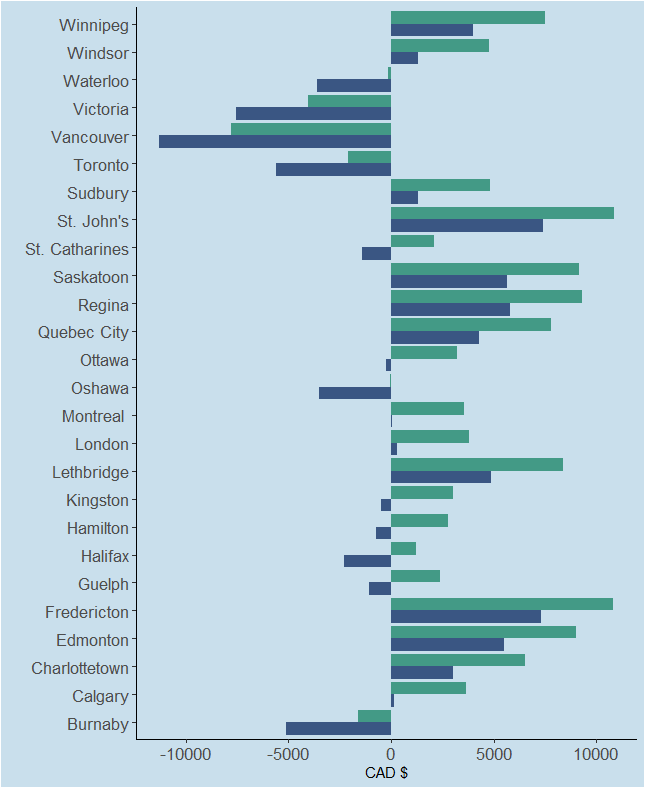 Winnipeg
Windsor
Waterloo
Victoria
Vancouver
Toronto
Sudbury
St. John's
St. Catharines
Saskatoon
Regina
Quebec City
Ottawa
Oshawa
Montreal
London
Lethbridge
Kingston
Hamilton
Halifax
Guelph
Fredericton
Edmonton
Charlottetown
Calgary
Burnaby
-10000 -5000 0 5000 10000
CAD $